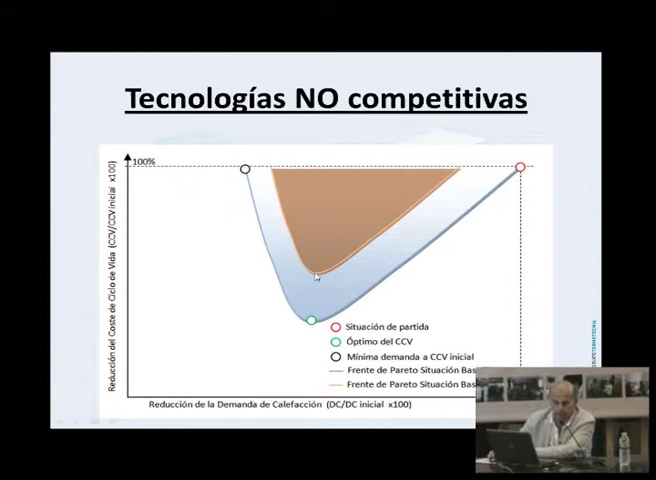 Tecnologías NO competitivas
100%
Reducción del Coste de Ciclo de Vida (CCV/CCV inicial x100)
Situación de partida
Óptimo del CCV
Mínima demanda a CCV inicial
Frente de Pareto Situación Bas
Frente de Pareto Situación Bas
Reducción de la Demanda de Calefacción (DC/DC inicial x100)